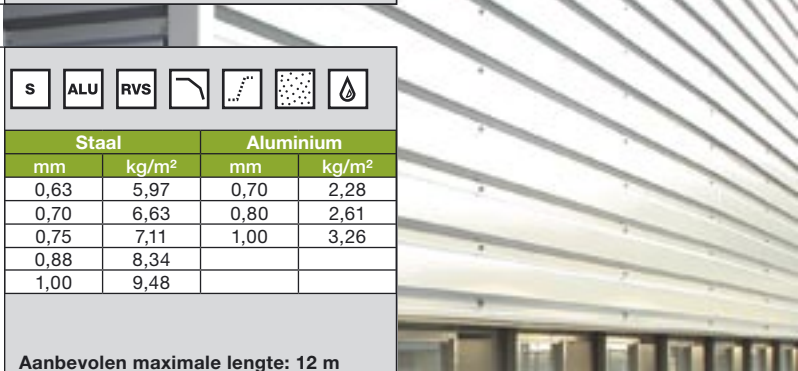 S ALU RVS
Staal Aluminium
mm kg/m² mm kg/m²
0,63 5,97 0,70 2,28
0,70 6,63 0,80 2,61
0,75 7,11 1,00 3,26
0,88 8,34
1,00 9,48
Aanbevolen maximale lengte: 12 m